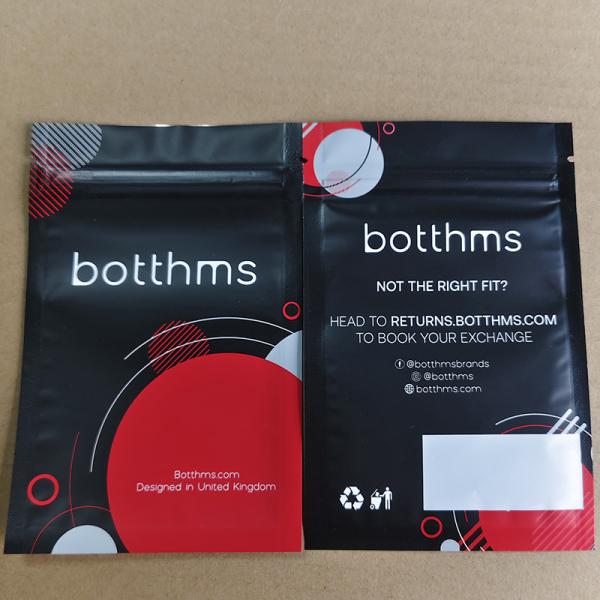 botthms
Botthms.com
Designed in United Kingdom
botthms
NOT THE RIGHT FIT?
HEAD TO RETURNS.BOTTHMS.COM
TO BOOK YOUR EXCHANGE
@botthmsbrands
@botthms
botthms.com